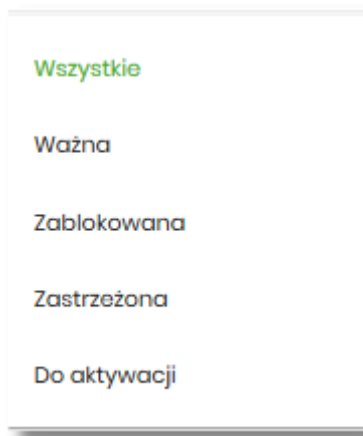 Wszystkie
Ważna
Zablokowana
Zastrzeżona
Do aktywacji